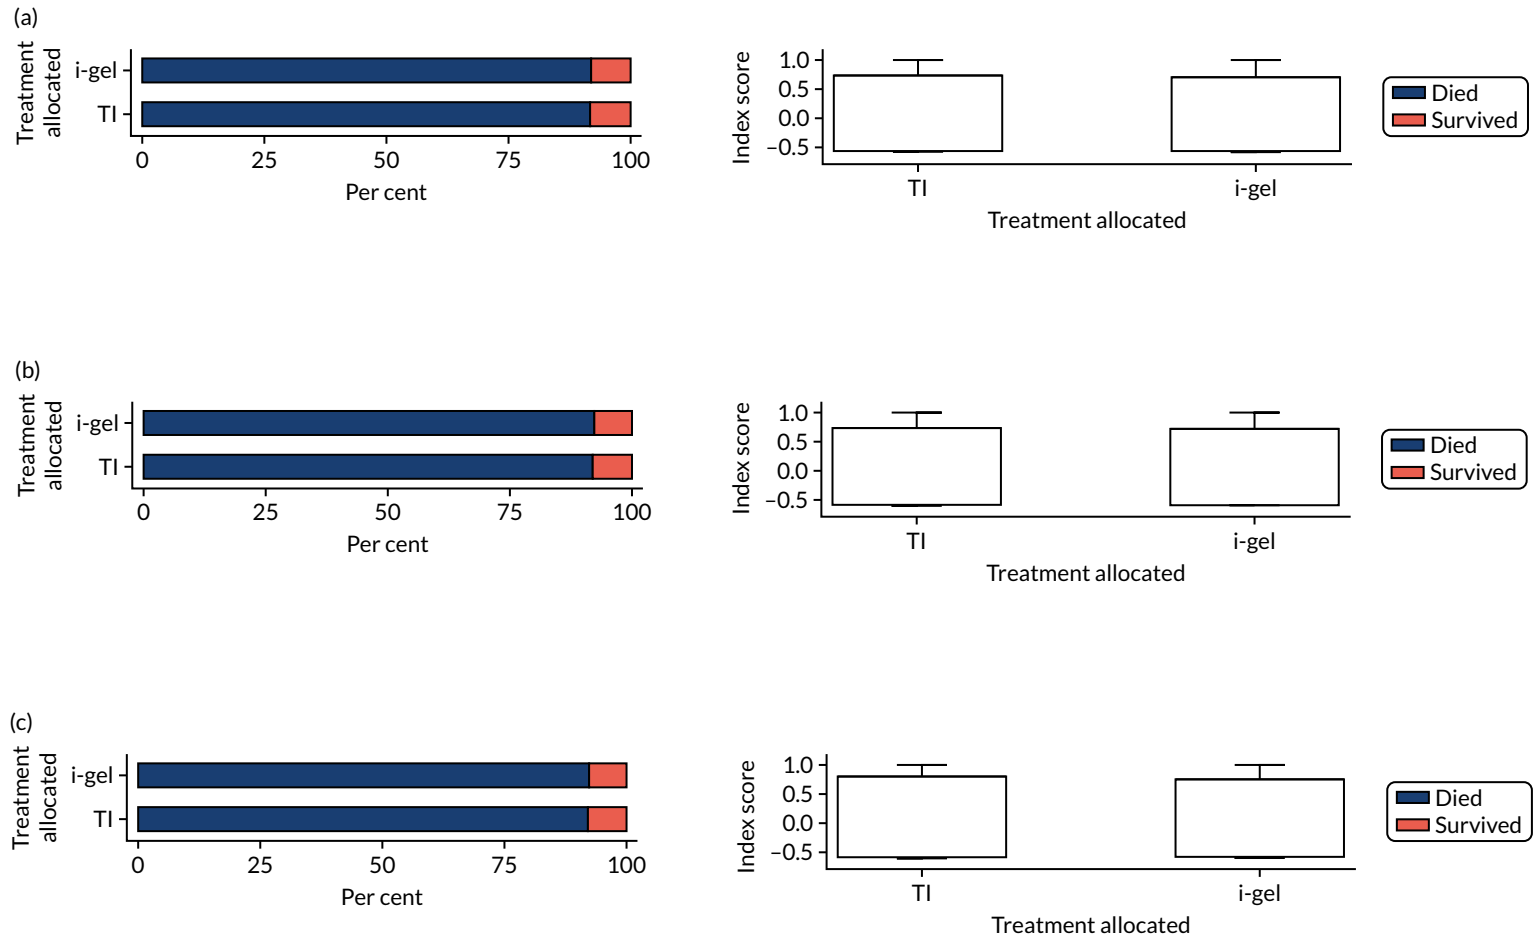 (a)
Treatment
allocated
i-gel
TI
0 25 50 75 100
Per cent
Index score
1.0
0.5
0.0
–0.5
TI i-gel
Treatment allocated
Died
Survived
(b)
Treatment
allocated
i-gel
TI
0 25 50 75 100
Per cent
Index score
1.0
0.5
0.0
–0.5
TI i-gel
Treatment allocated
Died
Survived
(c)
Treatment
allocated
i-gel
TI
0 25 50 75 100
Per cent
Index score
1.0
0.5
0.0
–0.5
TI i-gel
Treatment allocated
Died
Survived